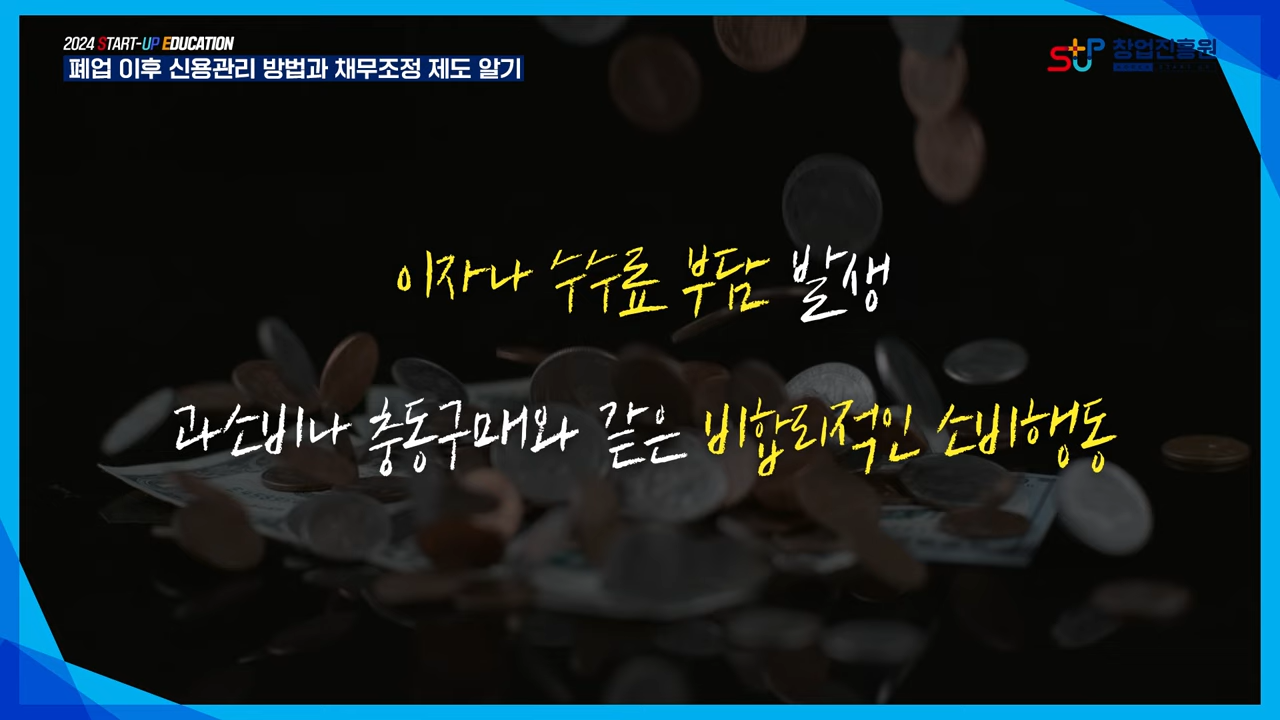 2024 START-UP EDUCATION
폐업 이후 신용관리 방법과 채무조정 제도 알기
StUP 창업진흥원
이자나 수수료 부담 발생
과소비나 충동구매와 같은 비합리적인 소비행동